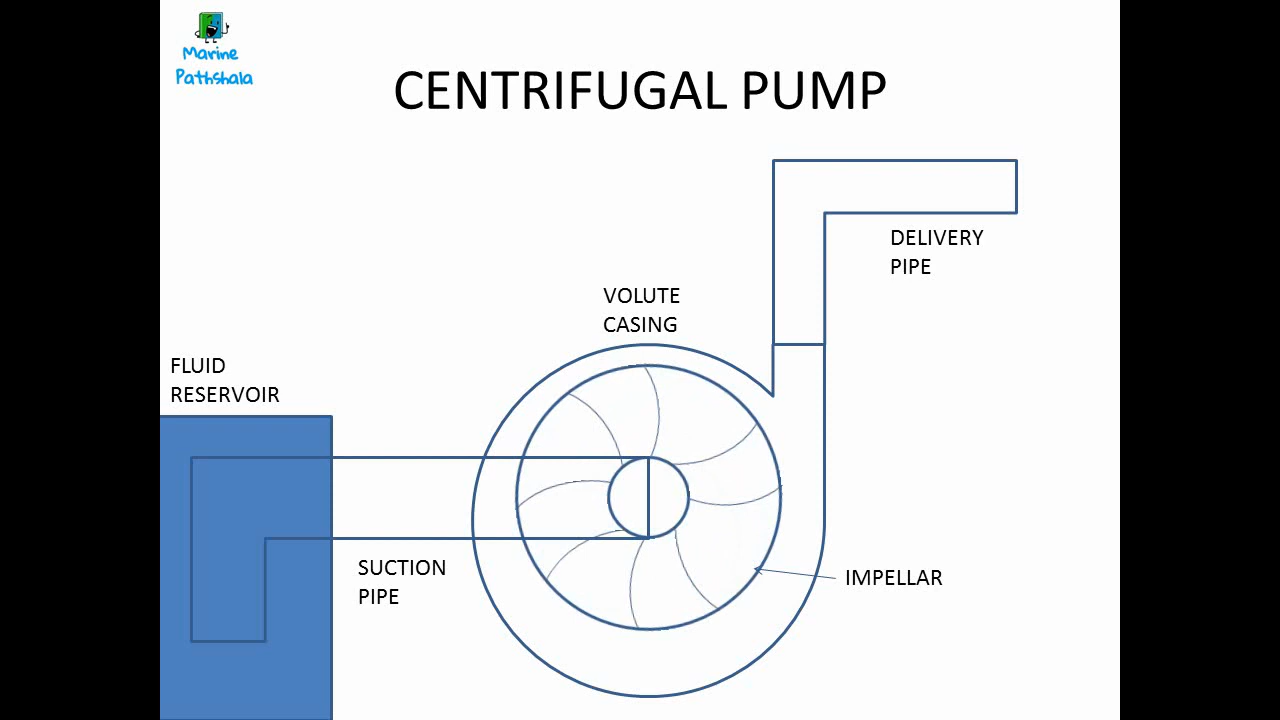 Marine
Pathshala
CENTRIFUGAL PUMP
DELIVERY
PIPE
VOLUTE
CASING
FLUID
RESERVOIR
SUCTION
PIPE
IMPELLAR